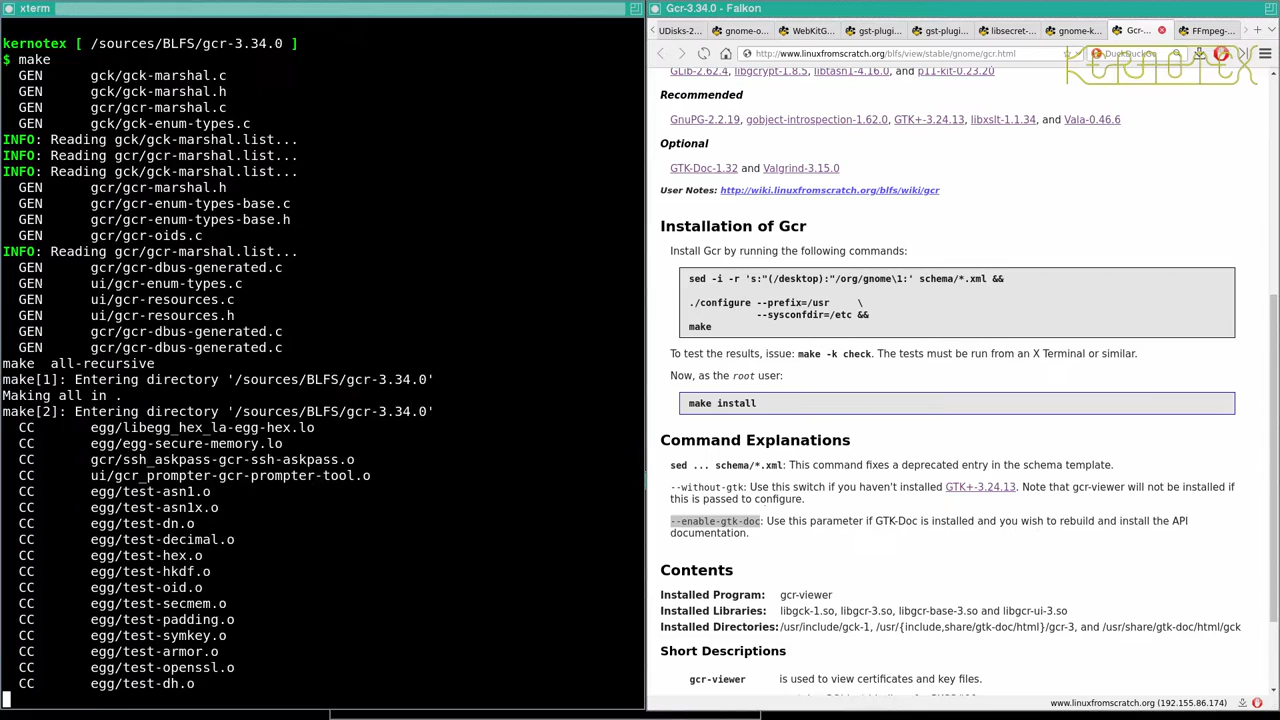 xterm
kernotex [ /sources/BLFS/gcr-3.34.0 ]
$ make
GEN gck/gck-marshal.c
GEN gck/gck-marshal.h
GEN gcr/gcr-marshal.c
GEN gck/gck-enum-types.c
INFO: Reading gck/gck-marshal.list...
INFO: Reading gcr/gcr-marshal.list...
INFO: Reading gck/gck-marshal.list...
GEN gcr/gcr-marshal.h
GEN gcr/gcr-enum-types-base.c
GEN gcr/gcr-enum-types-base.h
GEN gcr/gcr-oids.c
INFO: Reading gcr/gcr-marshal.list...
GEN gcr/gcr-dbus-generated.c
GEN ui/gcr-enum-types.c
GEN ui/gcr-resources.c
GEN ui/gcr-resources.h
GEN gcr/gcr-dbus-generated.c
GEN gcr/gcr-dbus-generated.c
make all-recursive
make[1]: Entering directory '/sources/BLFS/gcr-3.34.0'
Making all in .
make[2]: Entering directory '/sources/BLFS/gcr-3.34.0'
CC egg/libegg_hex_la-egg-hex.lo
CC egg/egg-secure-memory.lo
CC gcr/ssh_askpass-gcr-ssh-askpass.o
CC ui/gcr_prompter-gcr-prompter-tool.o
CC egg/test-asn1.o
CC egg/test-asn1x.o
CC egg/test-dn.o
CC egg/test-decimal.o
CC egg/test-hex.o
CC egg/test-hkdf.o
CC egg/test-oid.o
CC egg/test-secmem.o
CC egg/test-padding.o
CC egg/test-symkey.o
CC egg/test-armor.o
CC egg/test-openssl.o
CC egg/test-dh.o
Gcr-3.34.0 - Falkon
UDisks-2... gnome-o... WebKitG... gst-plugi... gst-plugi... libsecret-... gnome-k... Gcr-... FFmpeg-...
http://www.linuxfromscratch.org/blfs/view/stable/gnome/gcr.html DuckDuckGo
KERNOTEX
GLib-2.62.4, libgcrypt-1.8.5, libtasn1-4.16.0, and p11-kit-0.23.20
Recommended
GnuPG-2.2.19, gobject-introspection-1.62.0, GTK+-3.24.13, libxslt-1.1.34, and Vala-0.46.6
Optional
GTK-Doc-1.32 and Valgrind-3.15.0
User Notes: http://wiki.linuxfromscratch.org/blfs/wiki/gcr
Installation of Gcr
Install Gcr by running the following commands:
sed -i -r 's:"(/desktop):"/org/gnome\1:' schema/*.xml &&
./configure --prefix=/usr \
--sysconfdir=/etc &&
make
To test the results, issue: make -k check. The tests must be run from an X Terminal or similar.
Now, as the root user:
make install
Command Explanations
sed ... schema/*.xml: This command fixes a deprecated entry in the schema template.
--without-gtk: Use this switch if you haven't installed GTK+-3.24.13. Note that gcr-viewer will not be installed if
this is passed to configure.
--enable-gtk-doc: Use this parameter if GTK-Doc is installed and you wish to rebuild and install the API
documentation.
Contents
Installed Program: gcr-viewer
Installed Libraries: libgck-1.so, libgcr-3.so, libgcr-base-3.so and libgcr-ui-3.so
Installed Directories: /usr/include/gck-1, /usr/{include,share/gtk-doc/html}/gcr-3, and /usr/share/gtk-doc/html/gck
Short Descriptions
gcr-viewer is used to view certificates and key files.
www.linuxfromscratch.org (192.155.86.174)